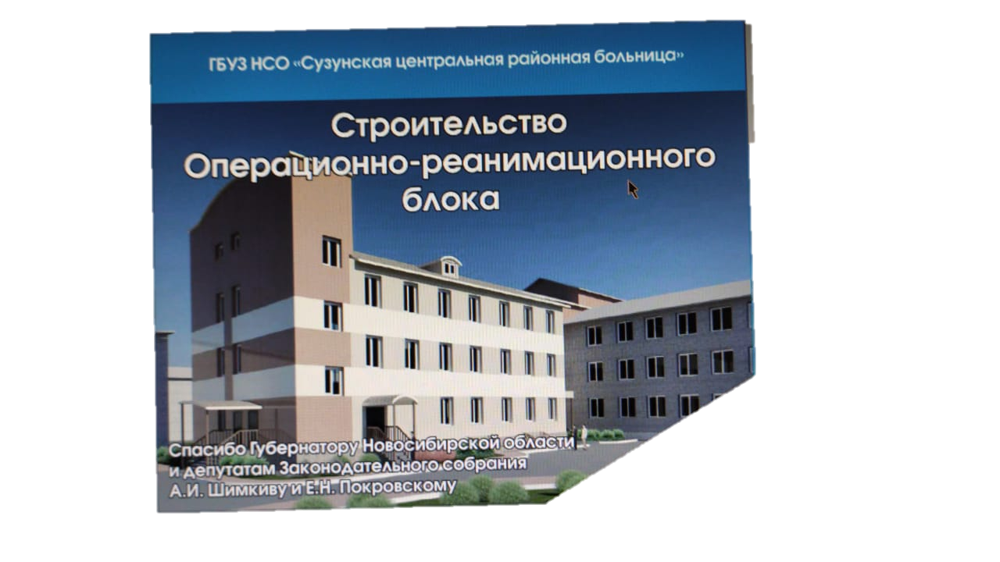 ГБУЗ НСО «Сузунская центральная районная больница»
Строительство
Операционно-реанимационного
блока
Спасибо Губернатору Новосибирской области
и депутатам Законодательного собрания
А.И. Шимкиву и Е.Н. Покровскому